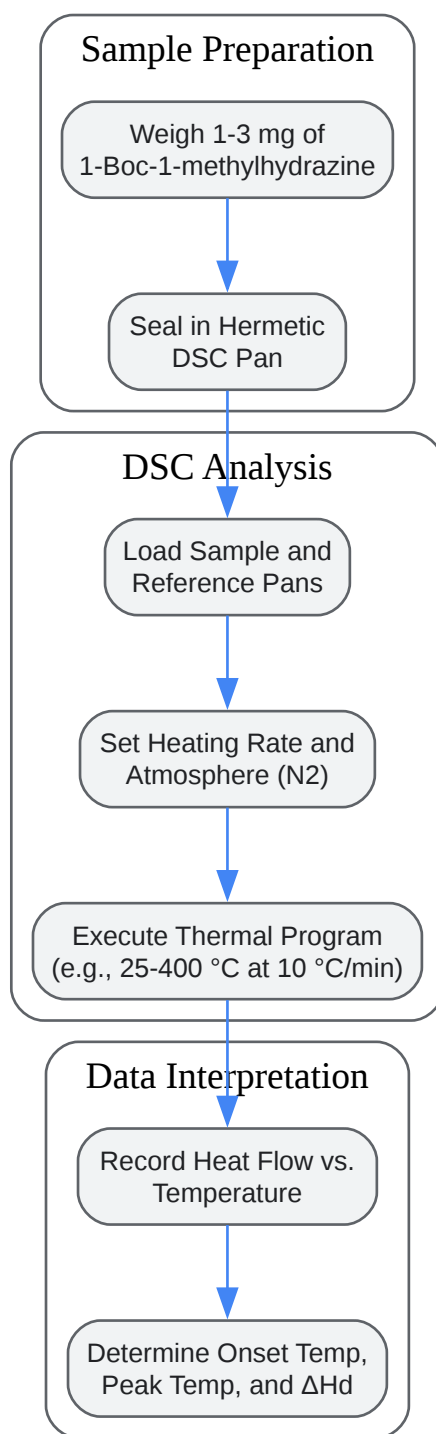 Sample Preparation
Weigh 1-3 mg of
1-Boc-1-methylhydrazine
Seal in Hermetic
DSC Pan
DSC Analysis
Load Sample and
Reference Pans
Set Heating Rate and
Atmosphere (N2)
Execute Thermal Program
(e.g., 25-400 °C at 10 °C/min)
Data Interpretation
Record Heat Flow vs.
Temperature
Determine Onset Temp,
Peak Temp, and ΔHd